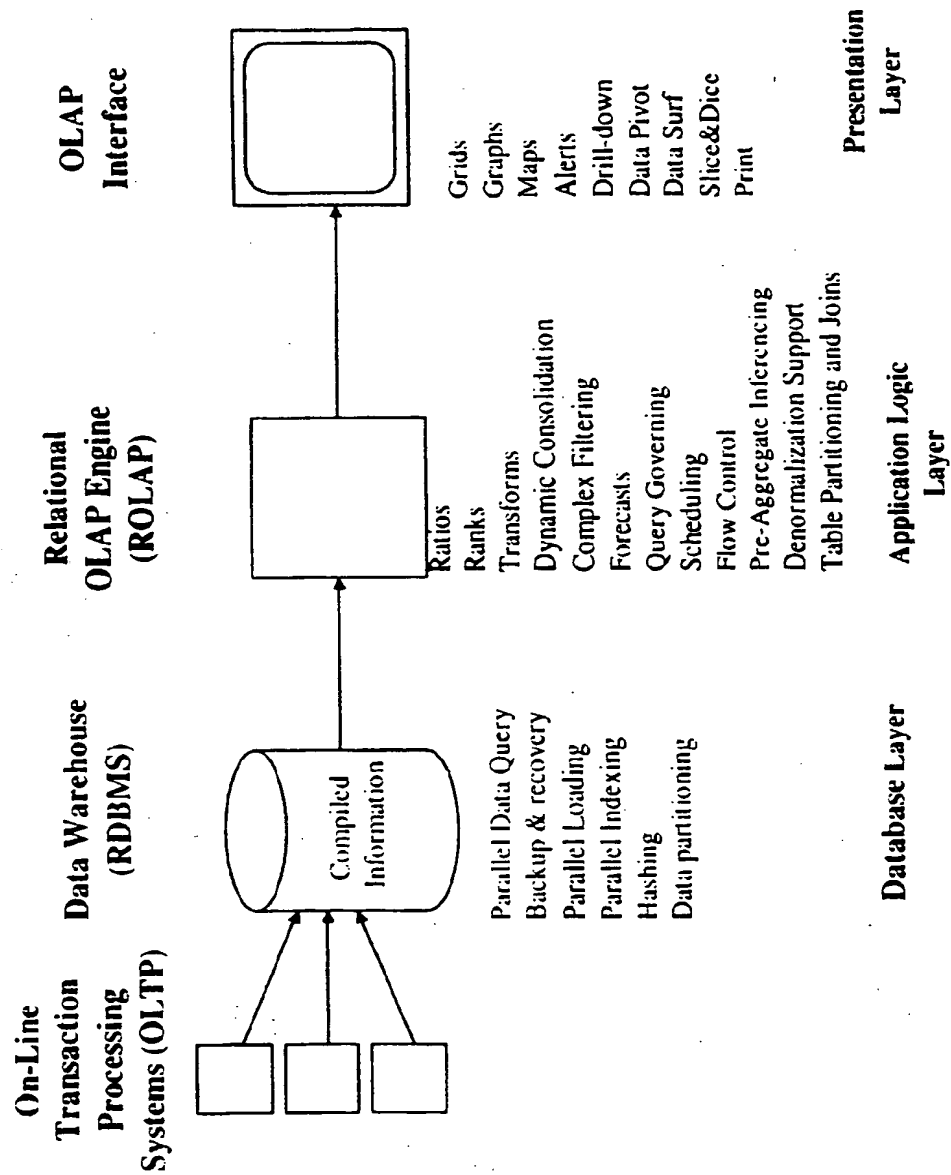 On-Line
Transaction
Processing
Systems (OLTP)
Data Warehouse
(RDBMS)
Compiled
Information
Parallel Data Query
Backup & recovery
Parallel Loading
Parallel Indexing
Hashing
Data partitioning
Database Layer
Relational
OLAP Engine
(ROLAP)
Ratios
Ranks
Transforms
Dynamic Consolidation
Complex Filtering
Forecasts
Query Governing
Scheduling
Flow Control
Pre-Aggregate Inferencing
Denormalization Support
Table Partitioning and Joins
Application Logic
Layer
OLAP
Interface
Grids
Graphs
Maps
Alerts
Drill-down
Data Pivot
Data Surf
Slice&Dice
Print
Presentation
Layer